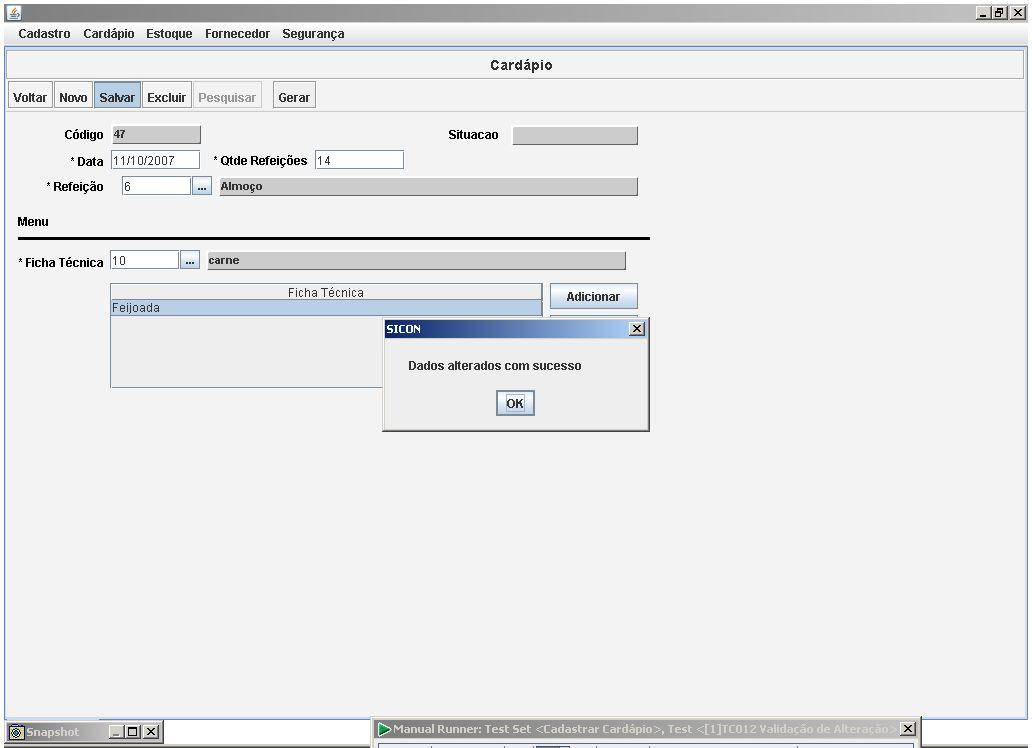 Cadastro Cardápio Estoque Fornecedor Segurança
Cardápio
Voltar Novo Salvar Excluir Pesquisar Gerar
Código 47 Situacao
* Data 11/10/2007 * Qtde Refeições 14
* Refeição 6 ... Almoço
Menu
* Ficha Técnica 10 ... carne
Ficha Técnica Adicionar
Feijoada
SICON
Dados alterados com sucesso
OK
Snapshot
Manual Runner: Test Set <Cadastrar Cardápio>, Test <[1]TC012 Validação de Alteração>